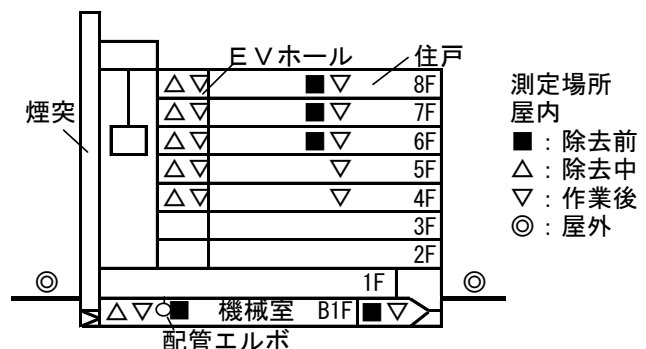 EVホール 住戸
8F
7F
6F
5F
4F
3F
2F
1F
煙突
機械室 B1F
配管エルボ
測定場所
屋内
■：除去前
△：除去中
▽：作業後
◎：屋外